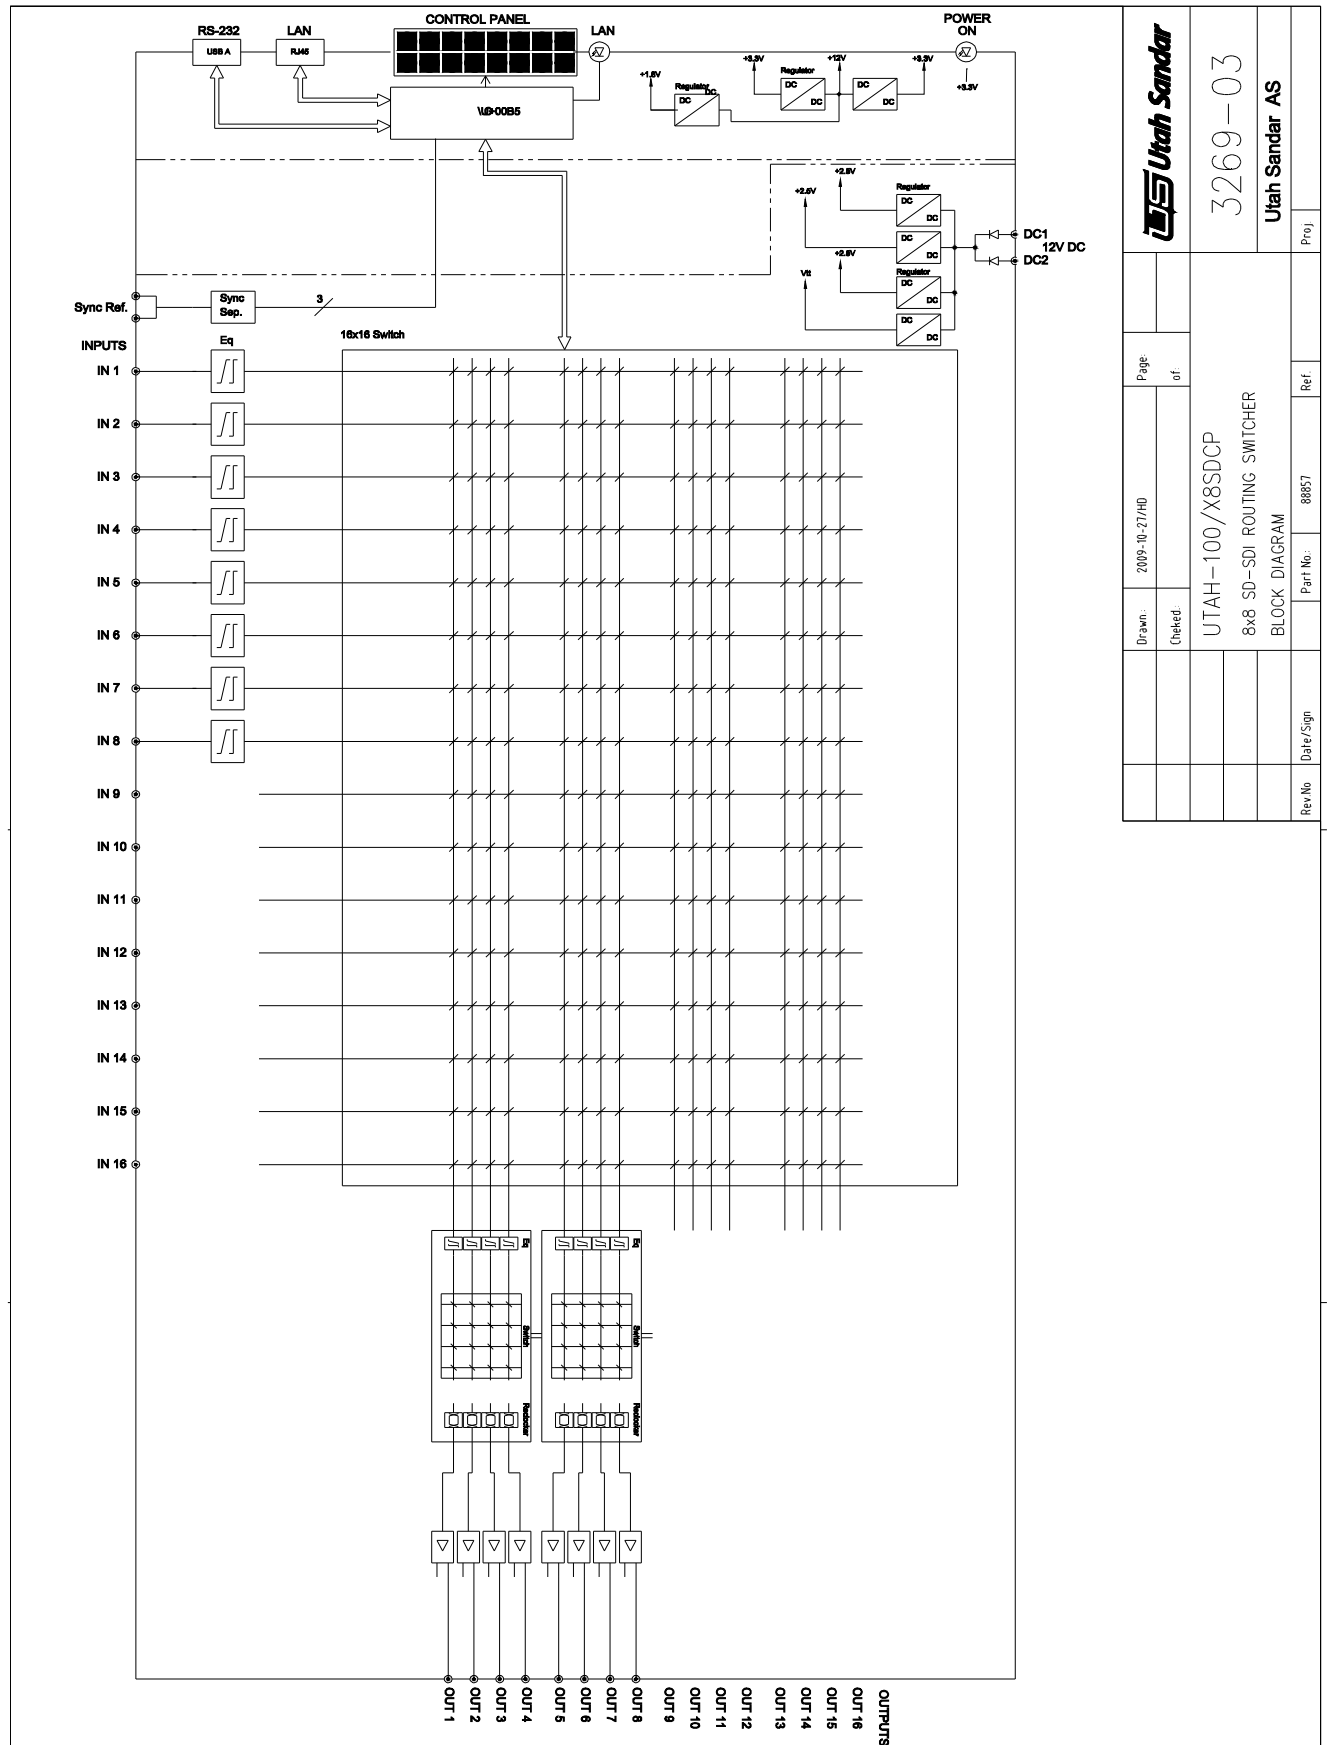 RS-232
LAN
CONTROL PANEL
LAN
POWER
ON
USB A
RJ45
+3.3V
+12V
+3.3V
+1.5V
Regulator
Regulator
DC
DC
DC
DC
DC
DC
+3.3V
+2.5V
+2.5V
Regulator
DC
DC
DC
DC
DC1
12V DC
DC2
+2.5V
Regulator
Vtt
DC
DC
DC
DC
Sync Ref.
Sync
Sep.
3
INPUTS
Eq
16x16 Switch
IN 1
IN 2
IN 3
IN 4
IN 5
IN 6
IN 7
IN 8
IN 9
IN 10
IN 11
IN 12
IN 13
IN 14
IN 15
IN 16
Eq
Eq
Switch
Switch
Reclocker
Reclocker
OUT 1
OUT 2
OUT 3
OUT 4
OUT 5
OUT 6
OUT 7
OUT 8
OUT 9
OUT 10
OUT 11
OUT 12
OUT 13
OUT 14
OUT 15
OUT 16
OUTPUTS
Utah Sandar
3269-03
Utah Sandar AS
Proj.
Page:
of:
Ref.
Drawn: 2009-10-27/HD
Cheked:
UTAH-100/X8SDCP
8x8 SD-SDI ROUTING SWITCHER
BLOCK DIAGRAM
Part No.: 88857
Rev.No
Date/Sign